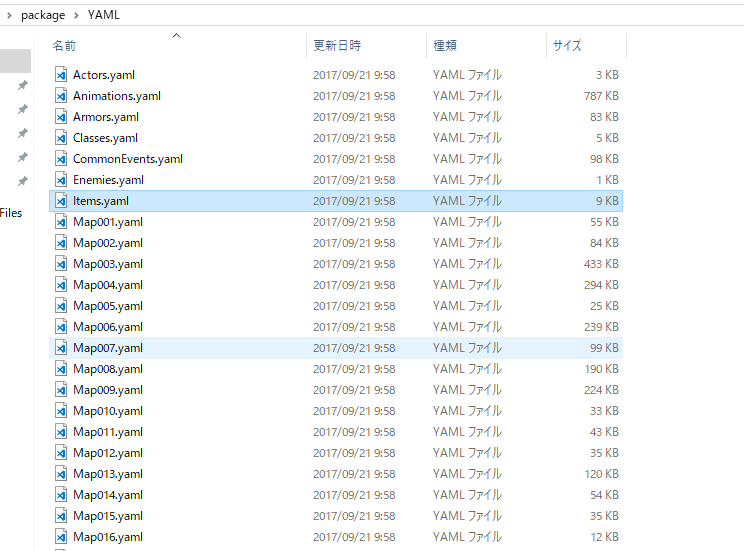 package YAML
名前 更新日時 種類 サイズ
Actors.yaml 2017/09/21 9:58 YAML ファイル 3 KB
Animations.yaml 2017/09/21 9:58 YAML ファイル 787 KB
Armors.yaml 2017/09/21 9:58 YAML ファイル 83 KB
Classes.yaml 2017/09/21 9:58 YAML ファイル 5 KB
CommonEvents.yaml 2017/09/21 9:58 YAML ファイル 98 KB
Enemies.yaml 2017/09/21 9:58 YAML ファイル 1 KB
Items.yaml 2017/09/21 9:58 YAML ファイル 9 KB
Files
Map001.yaml 2017/09/21 9:58 YAML ファイル 55 KB
Map002.yaml 2017/09/21 9:58 YAML ファイル 84 KB
Map003.yaml 2017/09/21 9:58 YAML ファイル 433 KB
Map004.yaml 2017/09/21 9:58 YAML ファイル 294 KB
Map005.yaml 2017/09/21 9:58 YAML ファイル 25 KB
Map006.yaml 2017/09/21 9:58 YAML ファイル 239 KB
Map007.yaml 2017/09/21 9:58 YAML ファイル 99 KB
Map008.yaml 2017/09/21 9:58 YAML ファイル 190 KB
Map009.yaml 2017/09/21 9:58 YAML ファイル 224 KB
Map010.yaml 2017/09/21 9:58 YAML ファイル 33 KB
Map011.yaml 2017/09/21 9:58 YAML ファイル 43 KB
Map012.yaml 2017/09/21 9:58 YAML ファイル 35 KB
Map013.yaml 2017/09/21 9:58 YAML ファイル 120 KB
Map014.yaml 2017/09/21 9:58 YAML ファイル 54 KB
Map015.yaml 2017/09/21 9:58 YAML ファイル 35 KB
Map016.yaml 2017/09/21 9:58 YAML ファイル 12 KB